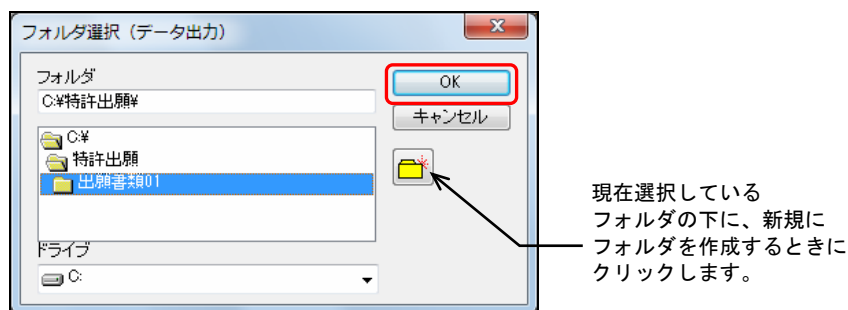 フォルダ選択（データ出力）
フォルダ
C:¥特許出願¥
OK
キャンセル
C:¥
特許出願
出願書類01
ドライブ
C:
現在選択している
フォルダの下に、新規に
フォルダを作成するときに
クリックします。